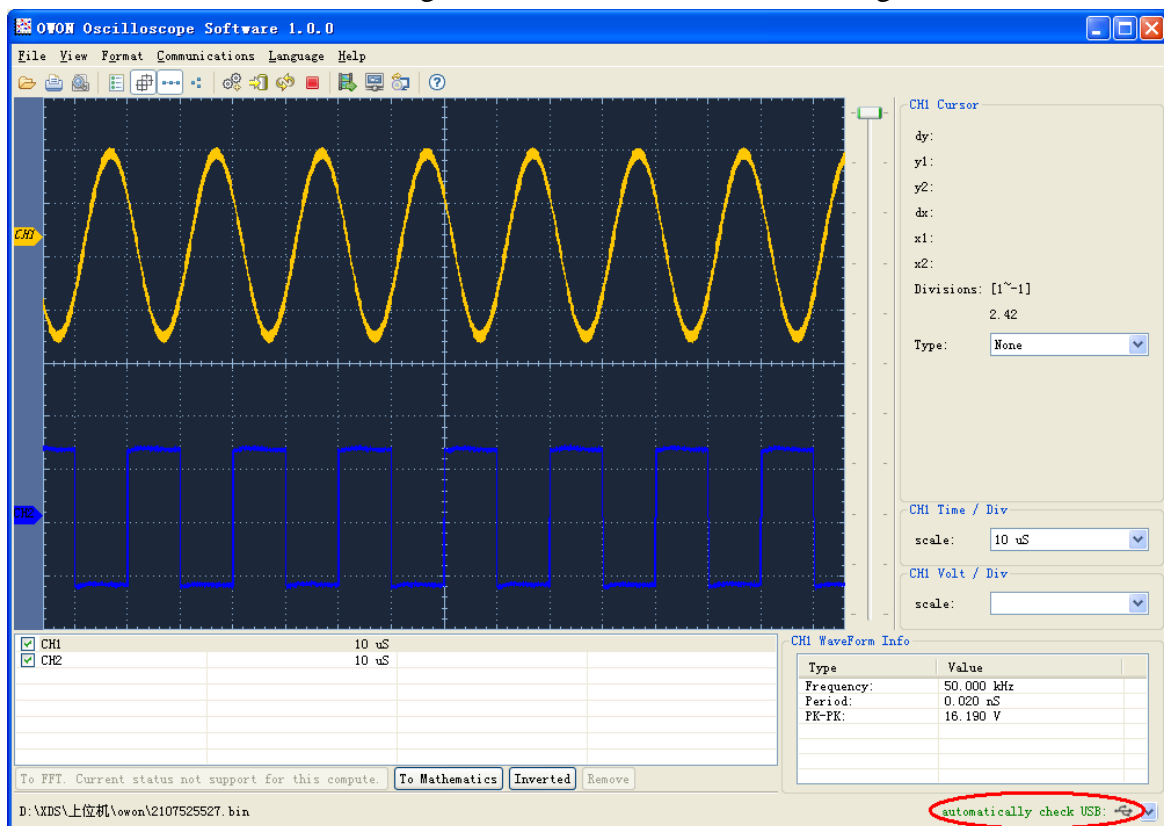 OWON Oscilloscope Software 1.0.0
File View Format Communications Language Help
CH1 Cursor
dy:
y1:
y2:
dx:
x1:
x2:
Divisions: [1~-1]
2.42
Type: None
CH1
CH2
CH1 Time / Div
scale: 10 uS
CH1 Volt / Div
scale:
CH1 10 uS
CH2 10 uS
CH1 WaveForm Info
Type Value
Frequency: 50.000 kHz
Period: 0.020 mS
PK-PK: 16.190 V
To FFT. Current status not support for this compute. To Mathematics Inverted Remove
D:\XDS\上位机\owon\2107525527.bin
automatically check USB: